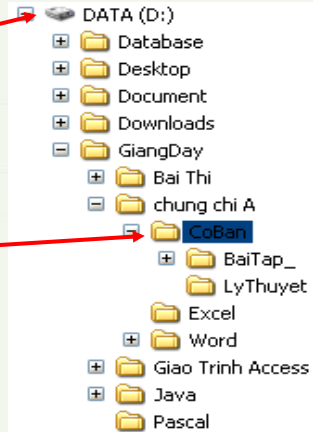 DATA (D:)
Database
Desktop
Document
Downloads
GiangDay
Bai Thi
chung chi A
CoBan
BaiTap_
LyThuyet
Excel
Word
Giao Trinh Access
Java
Pascal